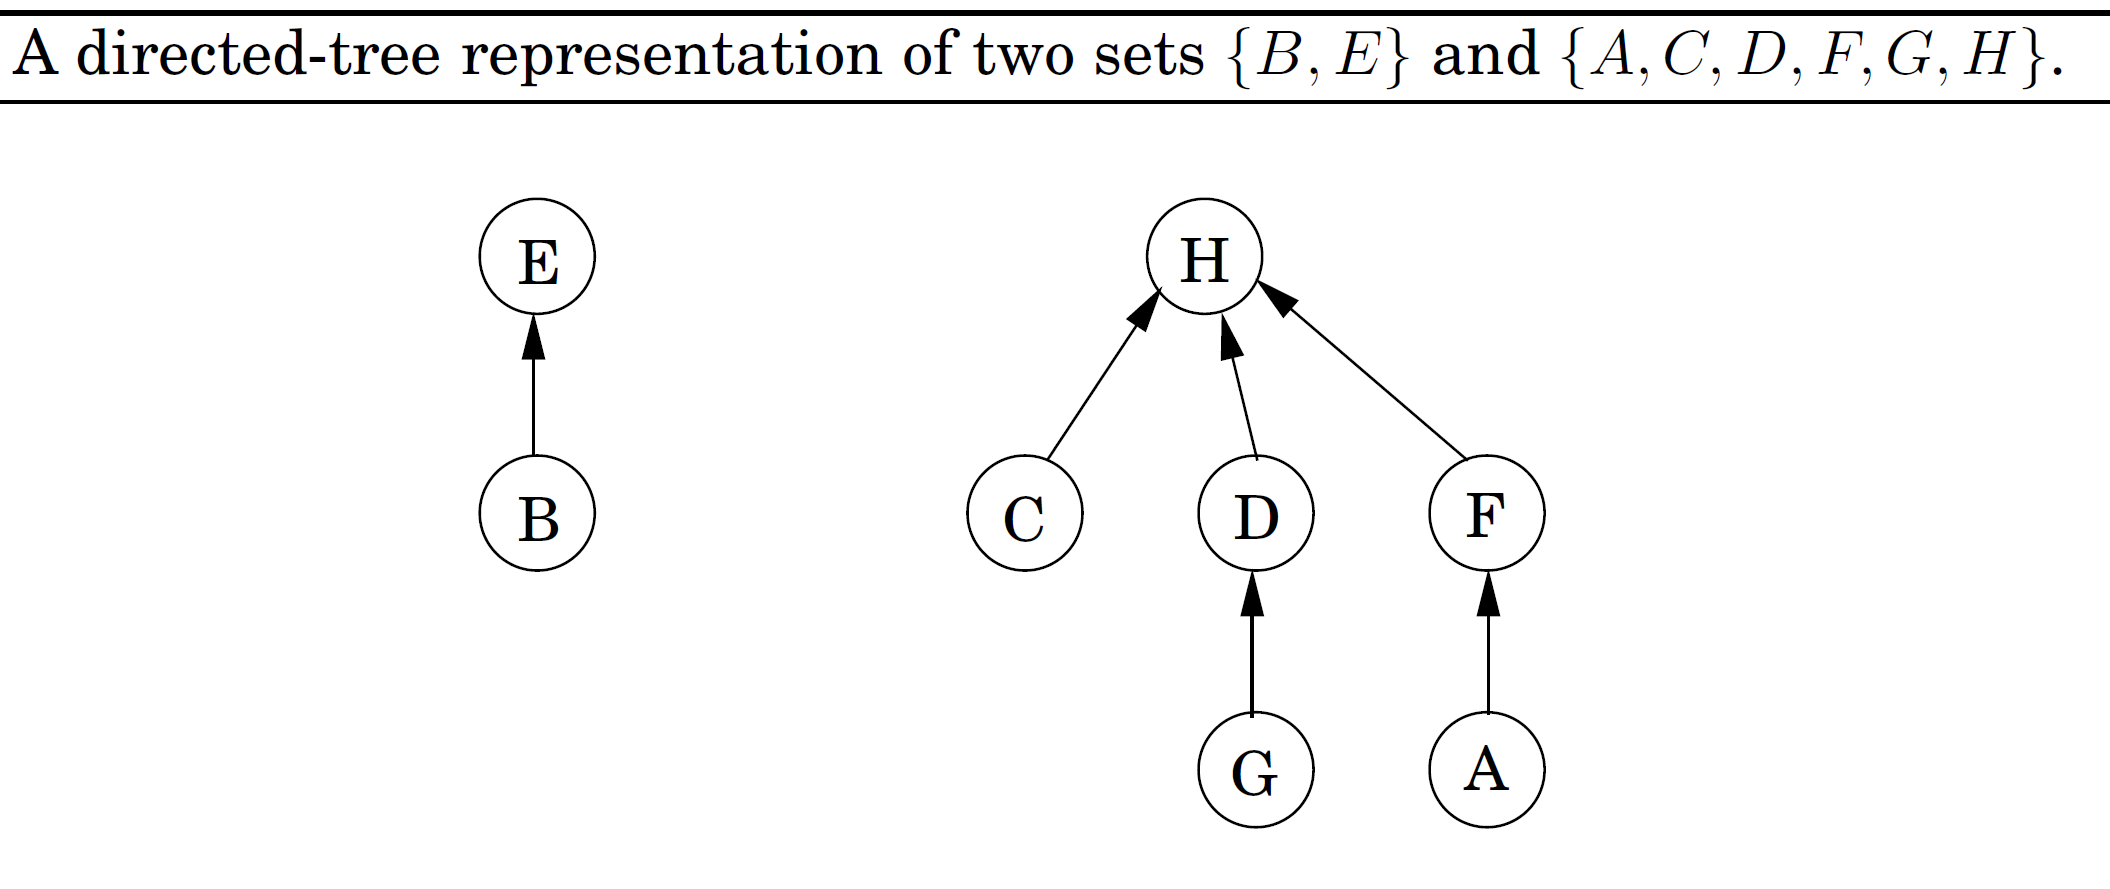 A directed-tree representation of two sets {B, E} and {A, C, D, F, G, H}.
E
H
B
C
D
F
G
A